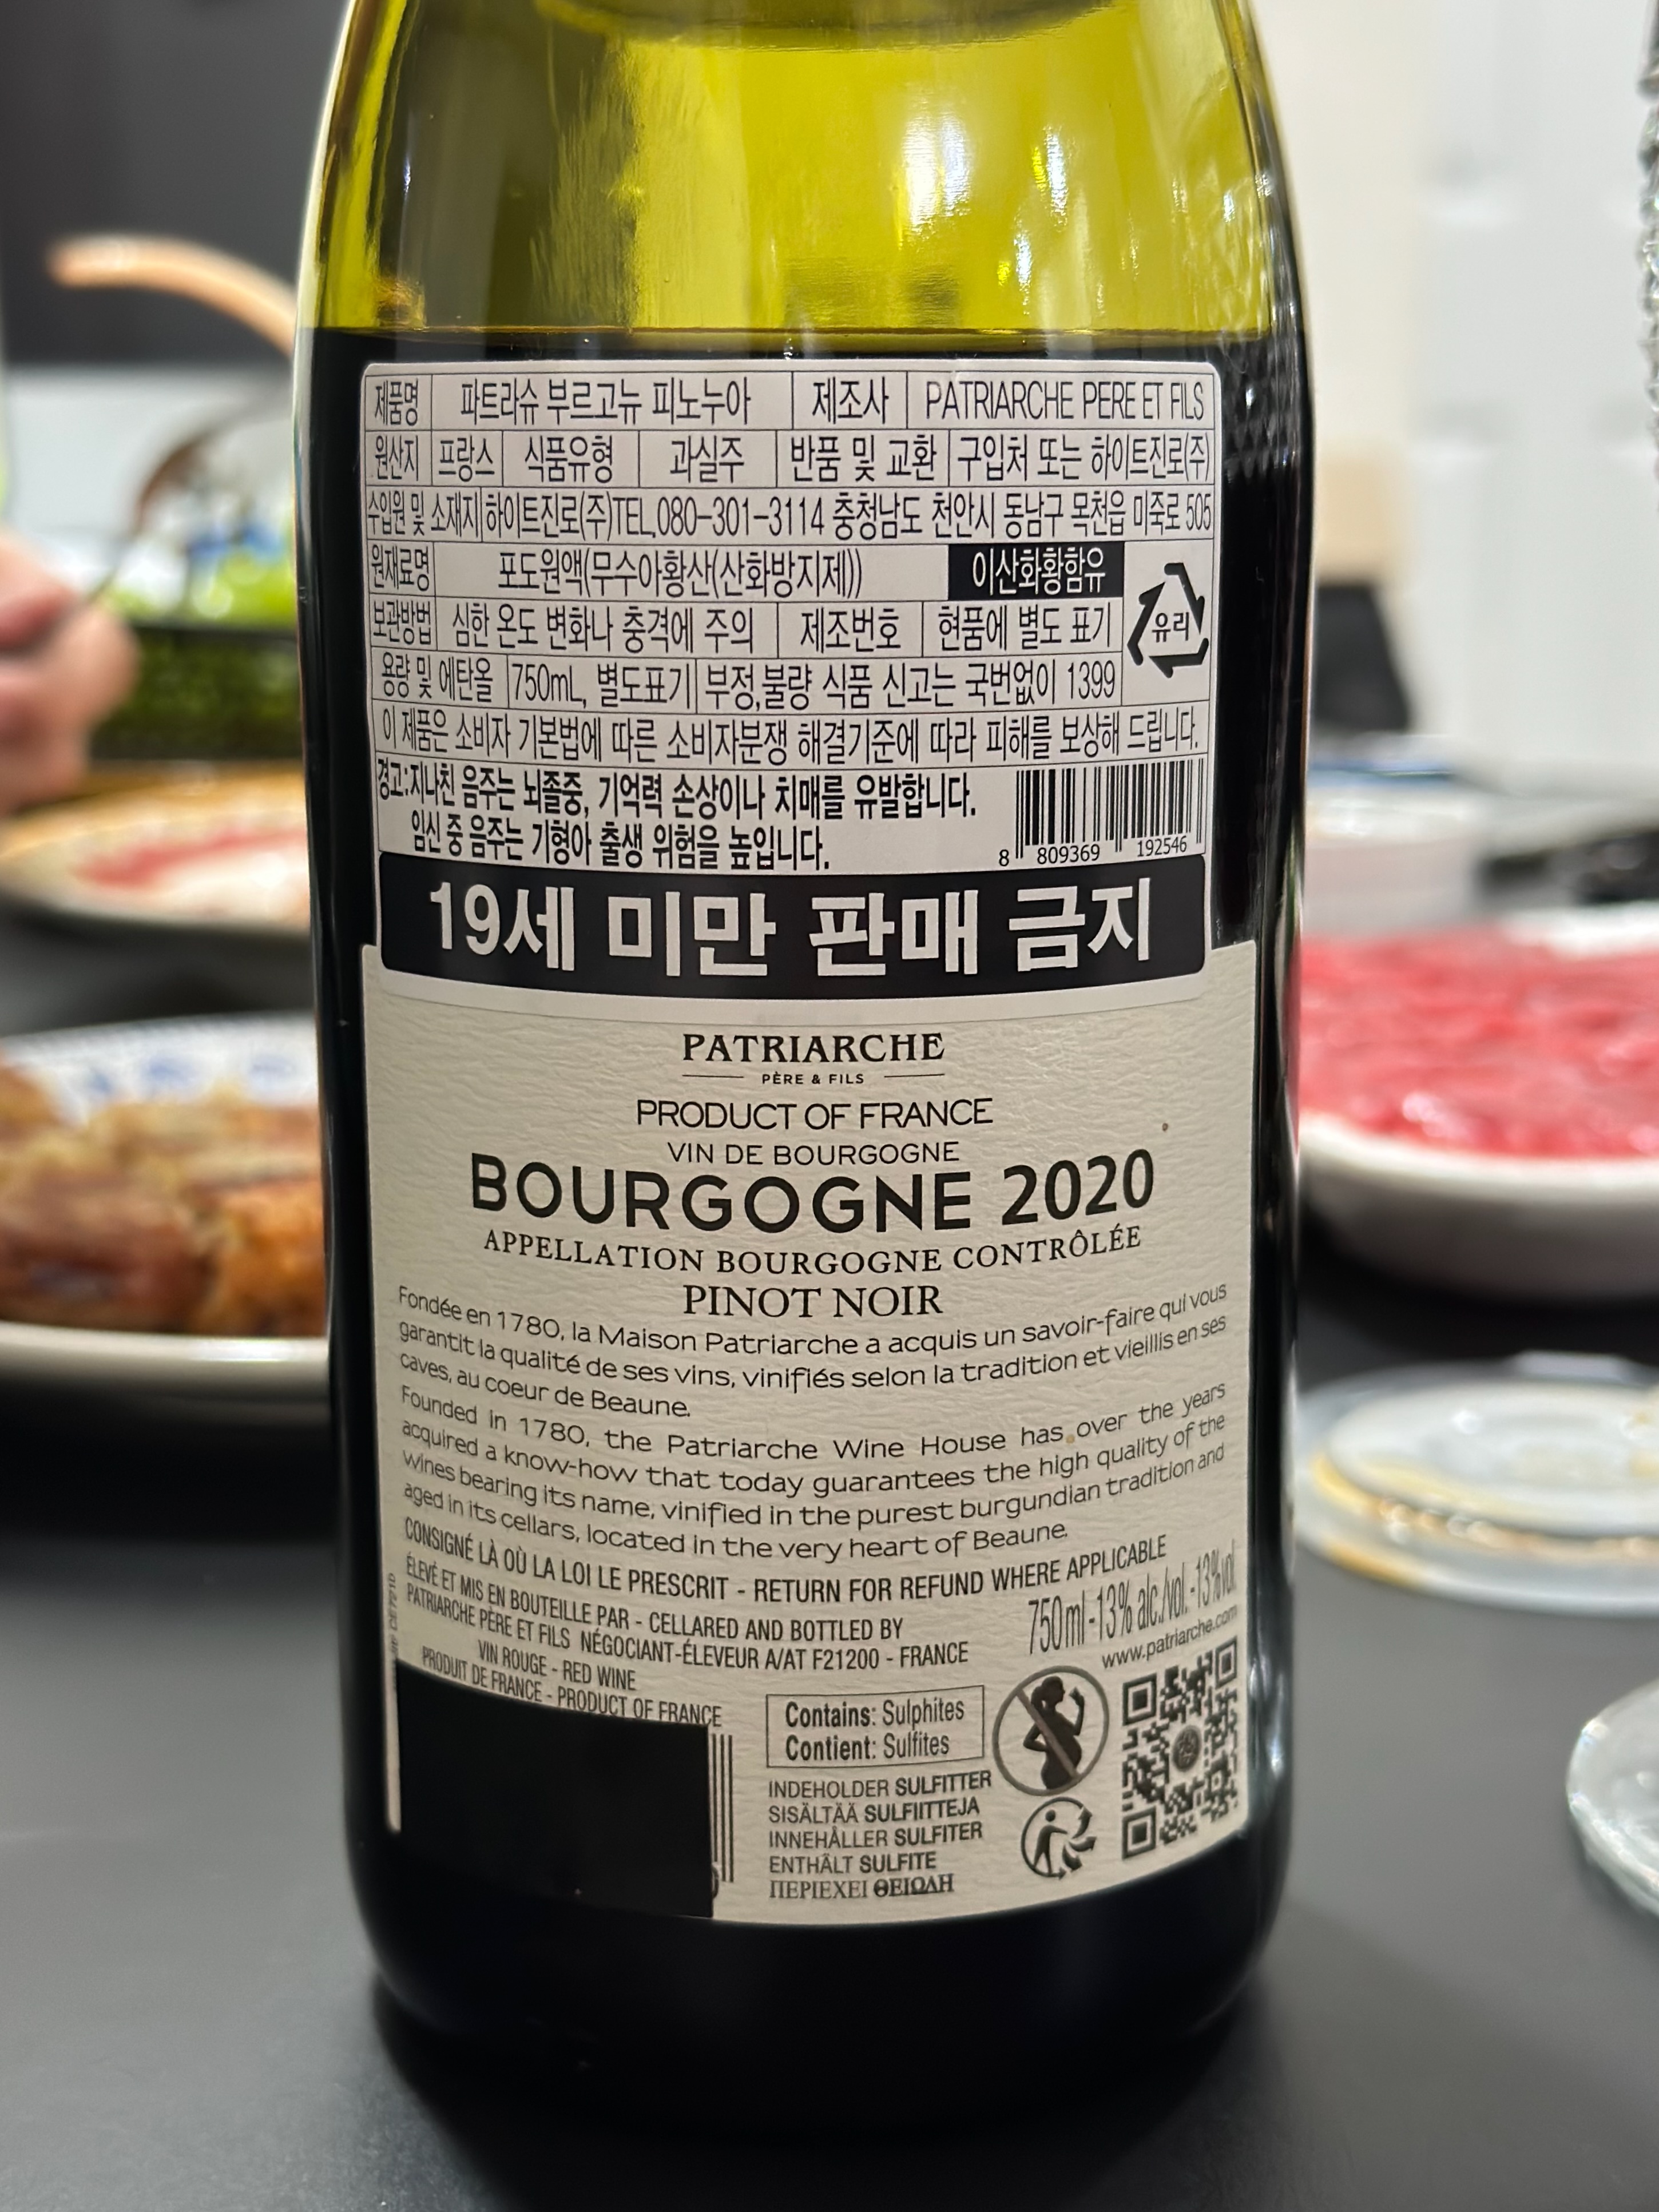 제품명 파트리슈 부르고뉴 피노누아 제조사 PATRIARCHE PERE ET FILS
원산지 프랑스 식품유형 과실주 반품 및 교환 구입처 또는 하이트진로(주)
수입원 및 소재지 하이트진로(주)TEL.080-301-3114 충청남도 천안시 동남구 목천읍 미죽로 505
원재료명 포도원액(무수아황산(산화방지제)) 이산화황함유
보관방법 심한 온도 변화나 충격에 주의 제조번호 현품에 별도 표기
유리
용량 및 에탄올 750mL, 별도표기 부정,불량 식품 신고는 국번없이 1399
이 제품은 소비자 기본법에 따른 소비자분쟁 해결기준에 따라 피해를 보상해 드립니다.
경고:지나친 음주는 뇌졸중, 기억력 손상이나 치매를 유발합니다.
임신 중 음주는 기형아 출생 위험을 높입니다.
8 809369 192546
19세 미만 판매 금지
PATRIARCHE
PÈRE & FILS
PRODUCT OF FRANCE
VIN DE BOURGOGNE
BOURGOGNE 2020
APPELLATION BOURGOGNE CONTRÔLÉE
PINOT NOIR
Fondée en 1780, la Maison Patriarche a acquis un savoir-faire qui vous
garantit la qualité de ses vins, vinifiés selon la tradition et vieillis en ses
caves, au coeur de Beaune.
Founded in 1780, the Patriarche Wine House has over the years
acquired a know-how that today guarantees the high quality of the
wines bearing its name, vinified in the purest burgundian tradition and
aged in its cellars, located in the very heart of Beaune.
CONSIGNÉ LÀ OÙ LA LOI LE PRESCRIT - RETURN FOR REFUND WHERE APPLICABLE
ÉLEVÉ ET MIS EN BOUTEILLE PAR - CELLARED AND BOTTLED BY
PATRIARCHE PÈRE ET FILS NÉGOCIANT-ÉLEVEUR A/AT F21200 - FRANCE
750ml -13% alc./vol. -13%vol
www.patriarche.com
VIN ROUGE - RED WINE
PRODUIT DE FRANCE - PRODUCT OF FRANCE
Contains: Sulphites
Contient: Sulfites
INDEHOLDER SULFITTER
SISÄLTÄÄ SULFIITTEJA
INNEHÅLLER SULFITER
ENTHÄLT SULFITE
ΠΕΡΙΕΧΕΙ ΘΕΙΩΔΗ